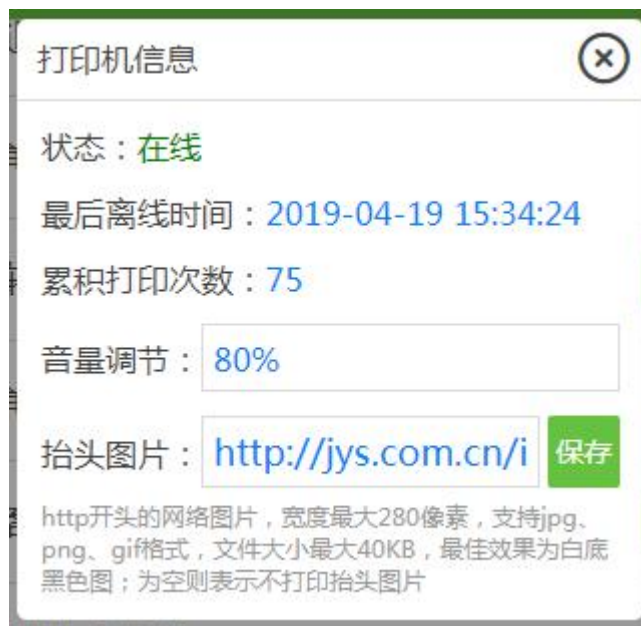 打印机信息
状态：在线
最后离线时间：2019-04-19 15:34:24
累积打印次数：75
音量调节：80%
抬头图片：http://jys.com.cn/i 保存
http开头的网络图片，宽度最大280像素，支持jpg、
png、gif格式，文件大小最大40KB，最佳效果为白底
黑色图；为空则表示不打印抬头图片